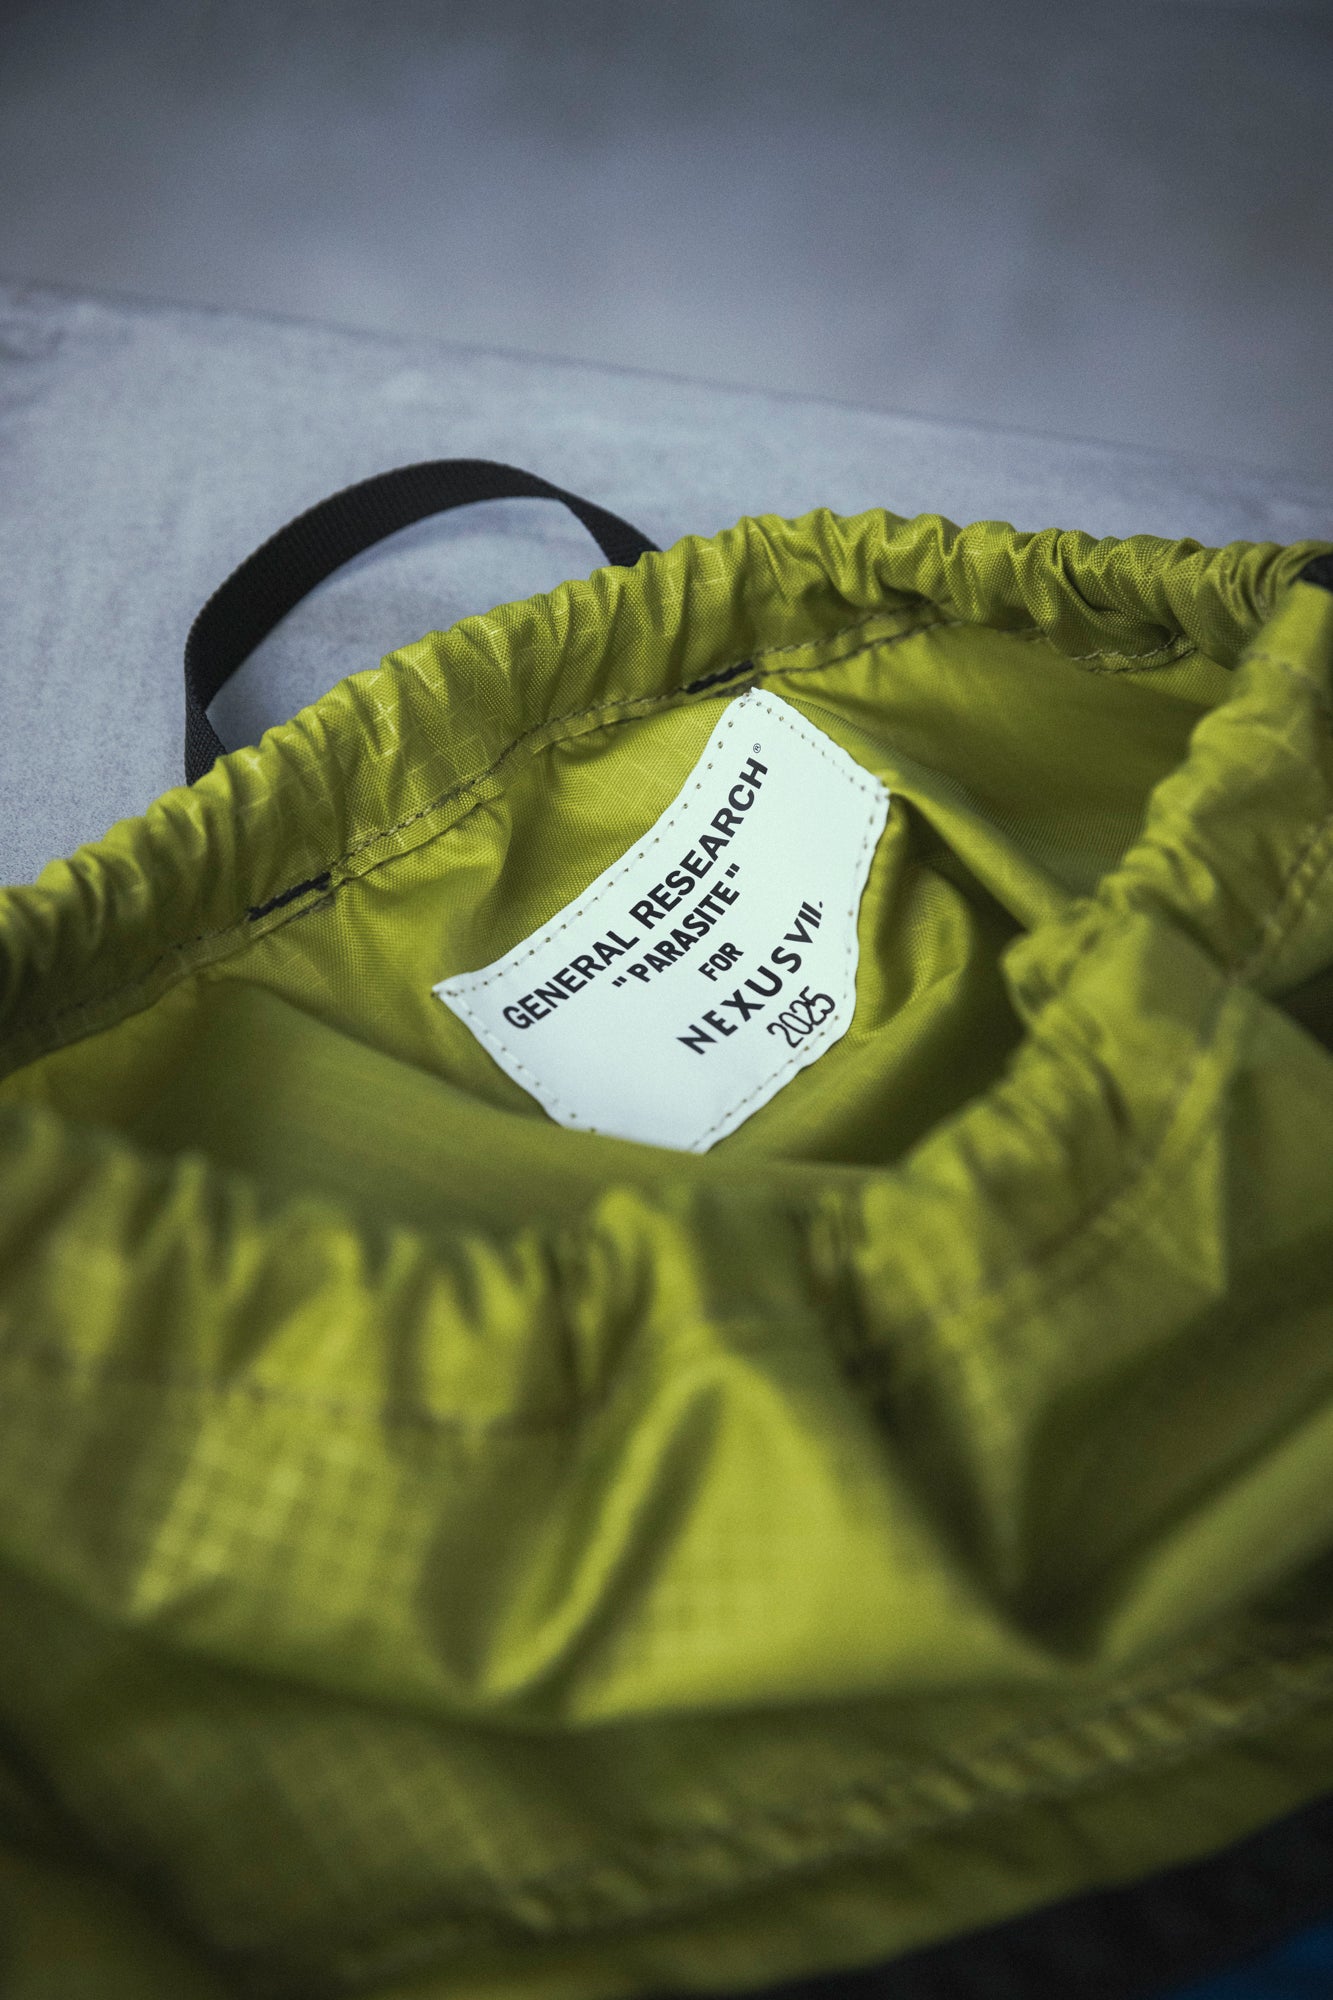 GENERAL RESEARCH®
"PARASITE"
FOR
NEXUSVII.
2025